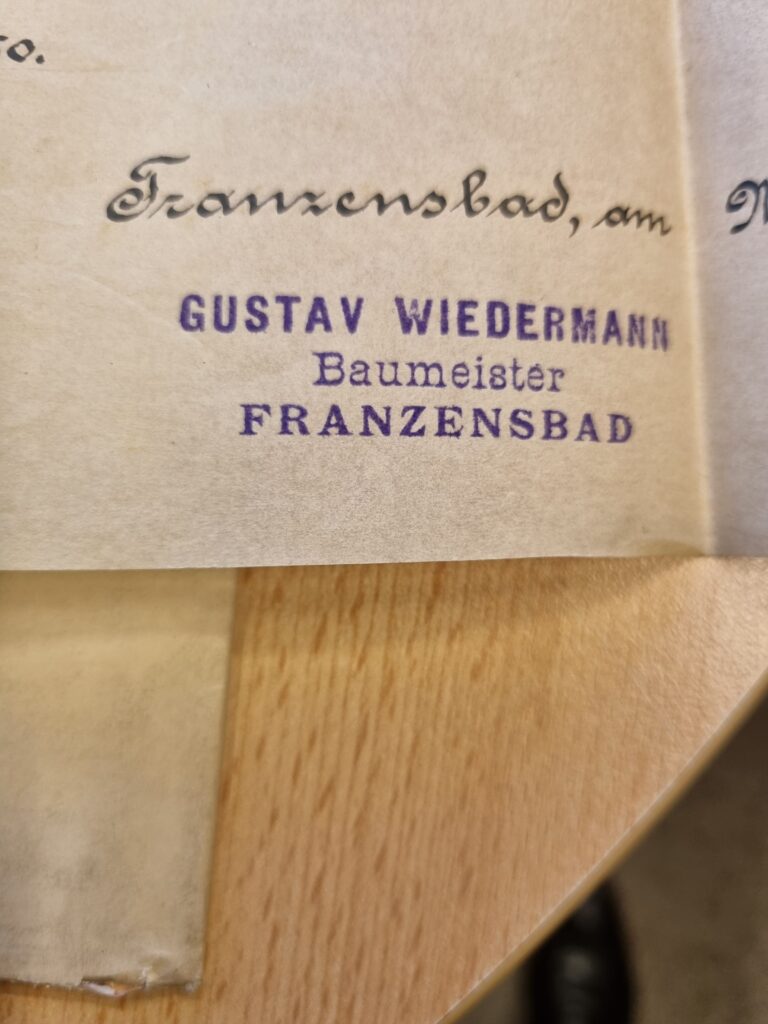 Franzensbad, am
GUSTAV WIEDERMANN
Baumeister
FRANZENSBAD